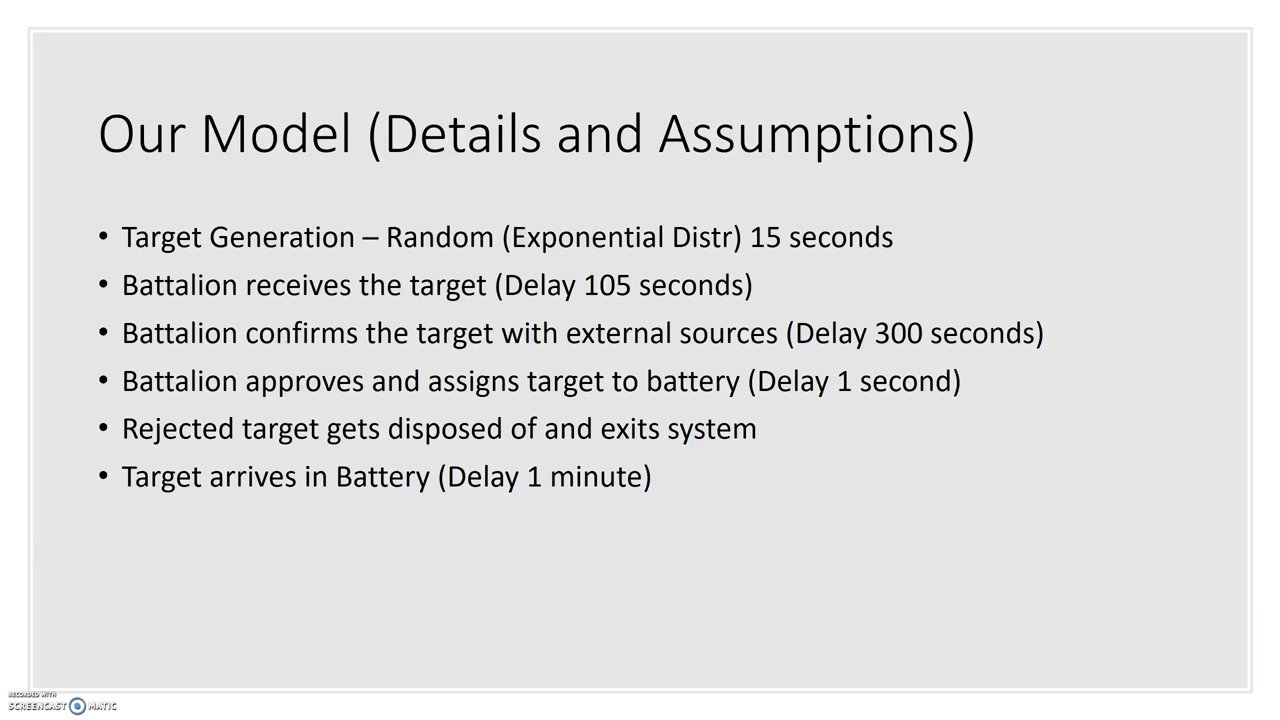 Our Model (Details and Assumptions)
• Target Generation – Random (Exponential Distr) 15 seconds
• Battalion receives the target (Delay 105 seconds)
• Battalion confirms the target with external sources (Delay 300 seconds)
• Battalion approves and assigns target to battery (Delay 1 second)
• Rejected target gets disposed of and exits system
• Target arrives in Battery (Delay 1 minute)
RECORDED WITH
SCREENCAST MATIC